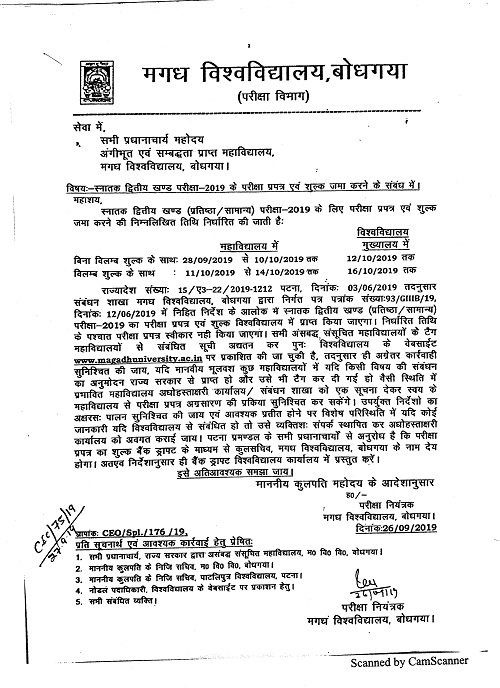 मगध विश्वविद्यालय,बोधगया
(परीक्षा विभाग)
सेवा में,
सभी प्रधानाचार्य महोदय
अंगीभूत एवं सम्बद्धता प्राप्त महाविद्यालय,
मगध विश्वविद्यालय, बोधगया।
विषयः–स्नातक द्वितीय खण्ड परीक्षा–2019 के परीक्षा प्रपत्र एवं शुल्क जमा करने के संबंध में।
महाशय,
स्नातक द्वितीय खण्ड (प्रतिष्ठा/सामान्य) परीक्षा–2019 के लिए परीक्षा प्रपत्र एवं शुल्क
जमा करने की निम्नलिखित तिथि निर्धारित की जाती हैः
विश्वविद्यालय
महाविद्यालय में मुख्यालय में
बिना विलम्ब शुल्क के साथः 28/09/2019 से 10/10/2019 तक 12/10/2019 तक
विलम्ब शुल्क के साथ : 11/10/2019 से 14/10/2019 तक 16/10/2019 तक
राज्यादेश संख्याः 15/ए3–22/2019-1212 पटना, दिनांकः 03/06/2019 तदनुसार
संबंधन शाखा मगध विश्वविद्यालय, बोधगया द्वारा निर्गत पत्र पत्रांक संख्याः93/GIIIB/19,
दिनांकः 12/06/2019 में निहित निर्देश के आलोक में स्नातक द्वितीय खण्ड (प्रतिष्ठा/सामान्य)
परीक्षा–2019 का परीक्षा प्रपत्र एवं शुल्क विश्वविद्यालय में प्राप्त किया जाएगा। निर्धारित तिथि
के पश्चात परीक्षा प्रपत्र स्वीकार नहीं किया जाएगा। सभी अंसबद्ध संसूचित महाविद्यालयों के टैग
महाविद्यालयों से संबंधित सूची अद्यतन कर पुनः विश्वविद्यालय के वेबसाईट
www.magadhuniversity.ac.in पर प्रकाशित की जा चुकी है, तदनुसार ही अग्रेतर कार्रवाही
सुनिश्चित की जाय, यदि मानवीय भूलवश कुछ महाविद्यालयों में यदि किसी विषय की संबंधन
का अनुमोदन राज्य सरकार से प्राप्त हो और उसे भी टैग कर दी गई हो वैसी स्थिति में
प्रभावित महाविद्यालय अधोहस्ताक्षरी कार्यालय/ संबंधन शाखा को एक सूचना देकर स्वय के
महाविद्यालय से परीक्षा प्रपत्र अग्रसारण की प्रकिया सुनिश्चित कर सकेंगे। उपर्युक्त निर्देशों का
अक्षरसः पालन सुनिश्चित की जाय एवं आवश्यक प्रतीत होने पर विशेष परिस्थिति में यदि कोई
जानकारी यदि विश्वविद्यालय से संबंधित हो तो उसे व्यक्तिशः संपर्क स्थापित कर अधोहस्ताक्षरी
कार्यालय को अवगत कराई जाय। पटना प्रमण्डल के सभी प्रधानाचार्यों से अनुरोध है कि परीक्षा
प्रपत्र का शुल्क बैंक ड्राफ्ट के माध्यम से कुलसचिव, मगध विश्वविद्यालय, बोधगया के नाम देय
होगा। अतएव निर्देशानुसार ही बैंक ड्राफ्ट विश्वविद्यालय कार्यालय में प्रस्तुत करें।
इसे अतिआवश्यक समझा जाय।
माननीय कुलपति महोदय के आदेशानुसार
ह0/–
परीक्षा नियंत्रक
मगध विश्वविद्यालय, बोधगया।
दिनांकः26/09/2019
ज्ञापांकः CEO/Spl./176 /19,
प्रति सूचनार्थ एवं आवश्यक कार्रवाई हेतु प्रेषितः
1. सभी प्रधानाचार्य, राज्य सरकार द्वारा असंबद्ध संसूचित महाविद्यालय, म0 वि0 वि0, बोधगया।
2. माननीय कुलपति के निजि सचिव, म0 वि0 वि0, बोधगया।
3. माननीय कुलपति के निजि सचिव, पाटलिपुत्र विश्वविद्यालय, पटना।
4. नोडल पदाधिकारी, विश्वविद्यालय के वेबसाईट पर प्रकाशन हेतु।
5. सभी संबंधित व्यक्ति।
परीक्षा नियंत्रक
मगध विश्वविद्यालय, बोधगया।
Scanned by CamScanner